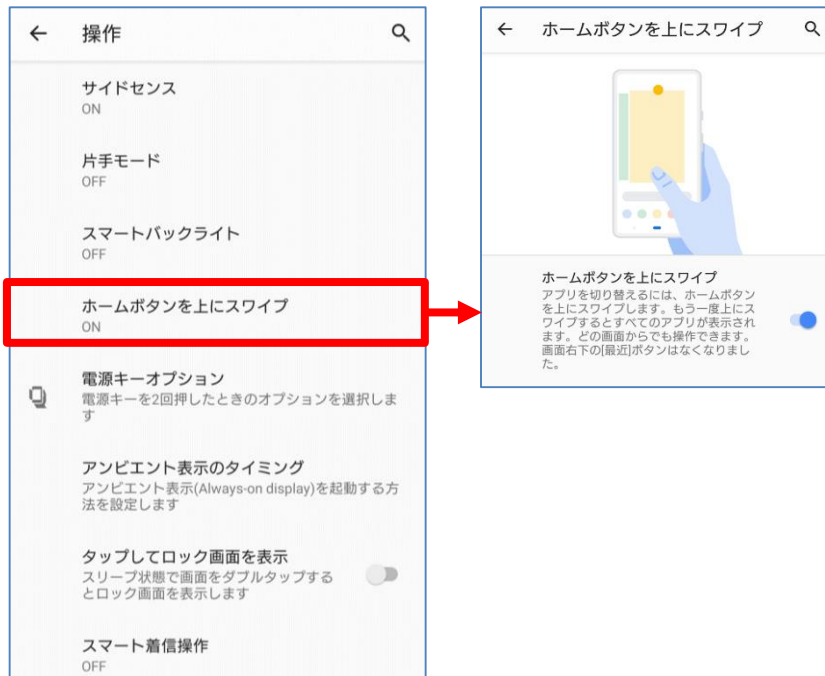 操作
サイドセンス
ON
片手モード
OFF
スマートバックライト
OFF
ホームボタンを上にスワイプ
ON
電源キーオプション
電源キーを2回押したときのオプションを選択しま
す
アンビエント表示のタイミング
アンビエント表示(Always-on display)を起動する方
法を設定します
タップしてロック画面を表示
スリープ状態で画面をダブルタップする
とロック画面を表示します
スマート着信操作
OFF
ホームボタンを上にスワイプ
ホームボタンを上にスワイプ
アプリを切り替えるには、ホームボタン
を上にスワイプします。もう一度上にス
ワイプするとすべてのアプリが表示され
ます。どの画面からでも操作できます。
画面右下の[最近]ボタンはなくなりまし
た。